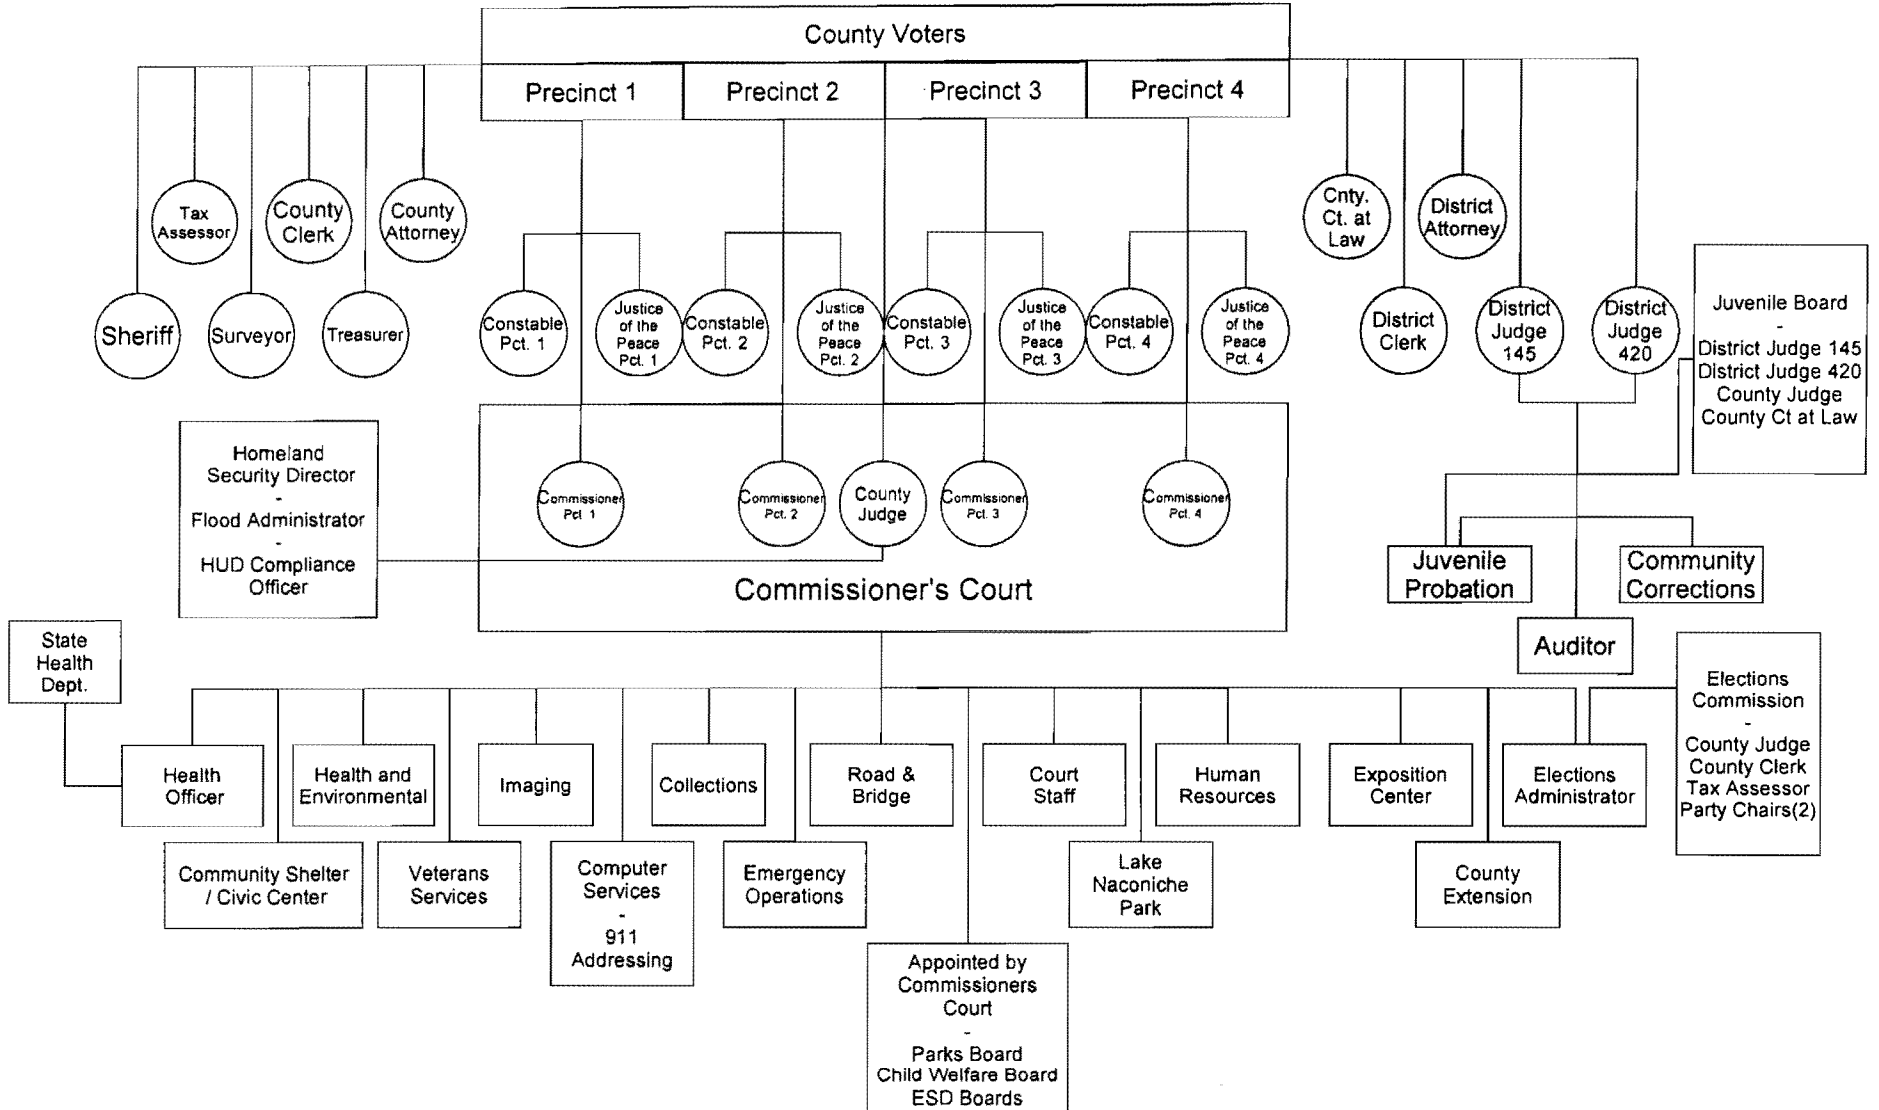 County Voters
Precinct 1
Precinct 2
Precinct 3
Precinct 4
Tax
Assessor
County
Clerk
County
Attorney
Sheriff
Surveyor
Treasurer
Constable
Pct. 1
Justice
of the
Peace
Pct. 1
Constable
Pct. 2
Justice
of the
Peace
Pct. 2
Constable
Pct. 3
Justice
of the
Peace
Pct. 3
Constable
Pct. 4
Justice
of the
Peace
Pct. 4
Cnty.
Ct. at
Law
District
Attorney
District
Clerk
District
Judge
145
District
Judge
420
Juvenile Board
-
District Judge 145
District Judge 420
County Judge
County Ct at Law
Homeland
Security Director
-
Flood Administrator
-
HUD Compliance
Officer
Commissioner
Pct. 1
Commissioner
Pct. 2
County
Judge
Commissioner
Pct. 3
Commissioner
Pct. 4
Commissioner's Court
Juvenile
Probation
Community
Corrections
Auditor
State
Health
Dept.
Elections
Commission
-
County Judge
County Clerk
Tax Assessor
Party Chairs(2)
Health
Officer
Health and
Environmental
Imaging
Collections
Road &
Bridge
Court
Staff
Human
Resources
Exposition
Center
Elections
Administrator
Community Shelter
/ Civic Center
Veterans
Services
Computer
Services
-
911
Addressing
Emergency
Operations
Lake
Naconiche
Park
County
Extension
Appointed by
Commissioners
Court
-
Parks Board
Child Welfare Board
ESD Boards